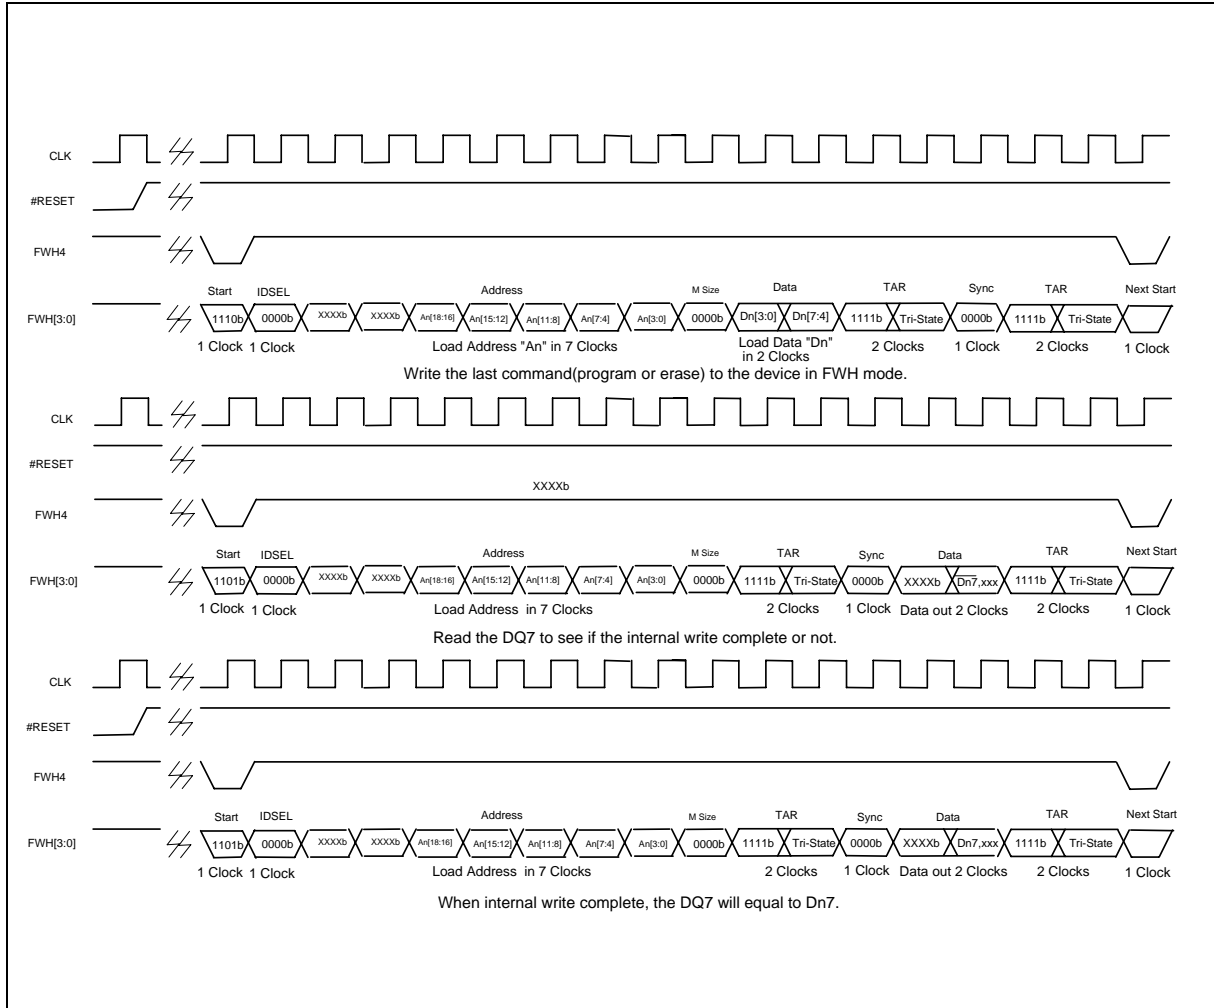 CLK
#RESET
FWH4
Start IDSEL Address M Size Data TAR Sync TAR Next Start
FWH[3:0] 1110b 0000b XXXXb XXXXb An[18:16] An[15:12] An[11:8] An[7:4] An[3:0] 0000b Dn[3:0] Dn[7:4] 1111b Tri-State 0000b 1111b Tri-State
1 Clock 1 Clock Load Address "An" in 7 Clocks Load Data "Dn" 2 Clocks 1 Clock 2 Clocks 1 Clock
in 2 Clocks
Write the last command(program or erase) to the device in FWH mode.
CLK
#RESET
XXXXb
FWH4
Start IDSEL Address M Size TAR Sync Data TAR Next Start
FWH[3:0] 1101b 0000b XXXXb XXXXb An[18:16] An[15:12] An[11:8] An[7:4] An[3:0] 0000b 1111b Tri-State 0000b XXXXb Dn7,xxx 1111b Tri-State
1 Clock 1 Clock Load Address in 7 Clocks 2 Clocks 1 Clock Data out 2 Clocks 2 Clocks 1 Clock
Read the DQ7 to see if the internal write complete or not.
CLK
#RESET
FWH4
Start IDSEL Address M Size TAR Sync Data TAR Next Start
FWH[3:0] 1101b 0000b XXXXb XXXXb An[18:16] An[15:12] An[11:8] An[7:4] An[3:0] 0000b 1111b Tri-State 0000b XXXXb Dn7,xxx 1111b Tri-State
1 Clock 1 Clock Load Address in 7 Clocks 2 Clocks 1 Clock Data out 2 Clocks 2 Clocks 1 Clock
When internal write complete, the DQ7 will equal to Dn7.